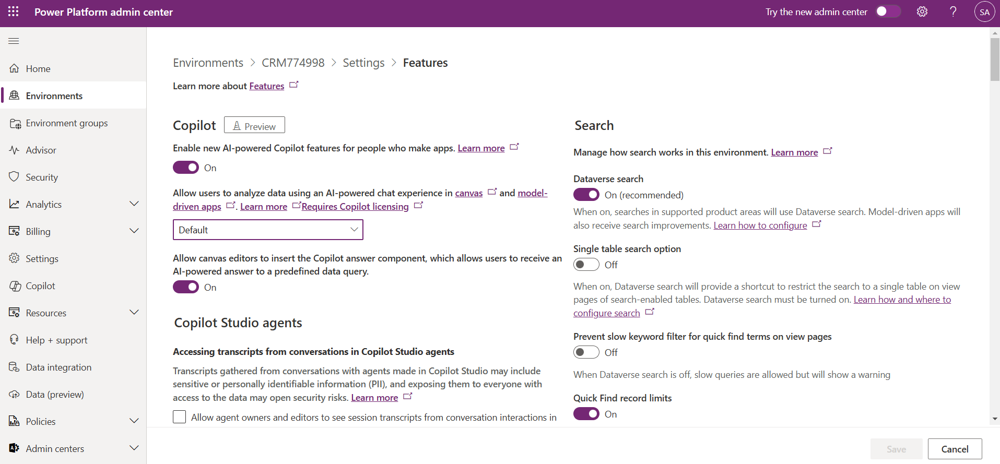 Power Platform admin center
Try the new admin center
SA
Home
Environments
Environment groups
Advisor
Security
Analytics
Billing
Settings
Copilot
Resources
Help + support
Data integration
Data (preview)
Policies
Admin centers
Environments > CRM774998 > Settings > Features
Learn more about Features
Copilot
Preview
Enable new AI-powered Copilot features for people who make apps. Learn more
On
Allow users to analyze data using an AI-powered chat experience in canvas and model-
driven apps . Learn more Requires Copilot licensing
Default
Allow canvas editors to insert the Copilot answer component, which allows users to receive an
AI-powered answer to a predefined data query.
On
Copilot Studio agents
Accessing transcripts from conversations in Copilot Studio agents
Transcripts gathered from conversations with agents made in Copilot Studio may include
sensitive or personally identifiable information (PII), and exposing them to everyone with
access to the data may open security risks. Learn more
Allow agent owners and editors to see session transcripts from conversation interactions in
Search
Manage how search works in this environment. Learn more
Dataverse search
On (recommended)
When on, searches in supported product areas will use Dataverse search. Model-driven apps will
also receive search improvements. Learn how to configure
Single table search option
Off
When on, Dataverse search will provide a shortcut to restrict the search to a single table on view
pages of search-enabled tables. Dataverse search must be turned on. Learn how and where to
configure search
Prevent slow keyword filter for quick find terms on view pages
Off
When Dataverse search is off, slow queries are allowed but will show a warning
Quick Find record limits
On
Save
Cancel